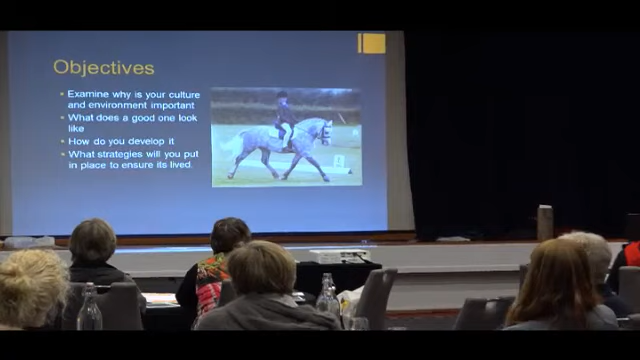 Objectives
Examine why is your culture
and environment important
What does a good one look
like
How do you develop it
What strategies will you put
in place to ensure its lived.